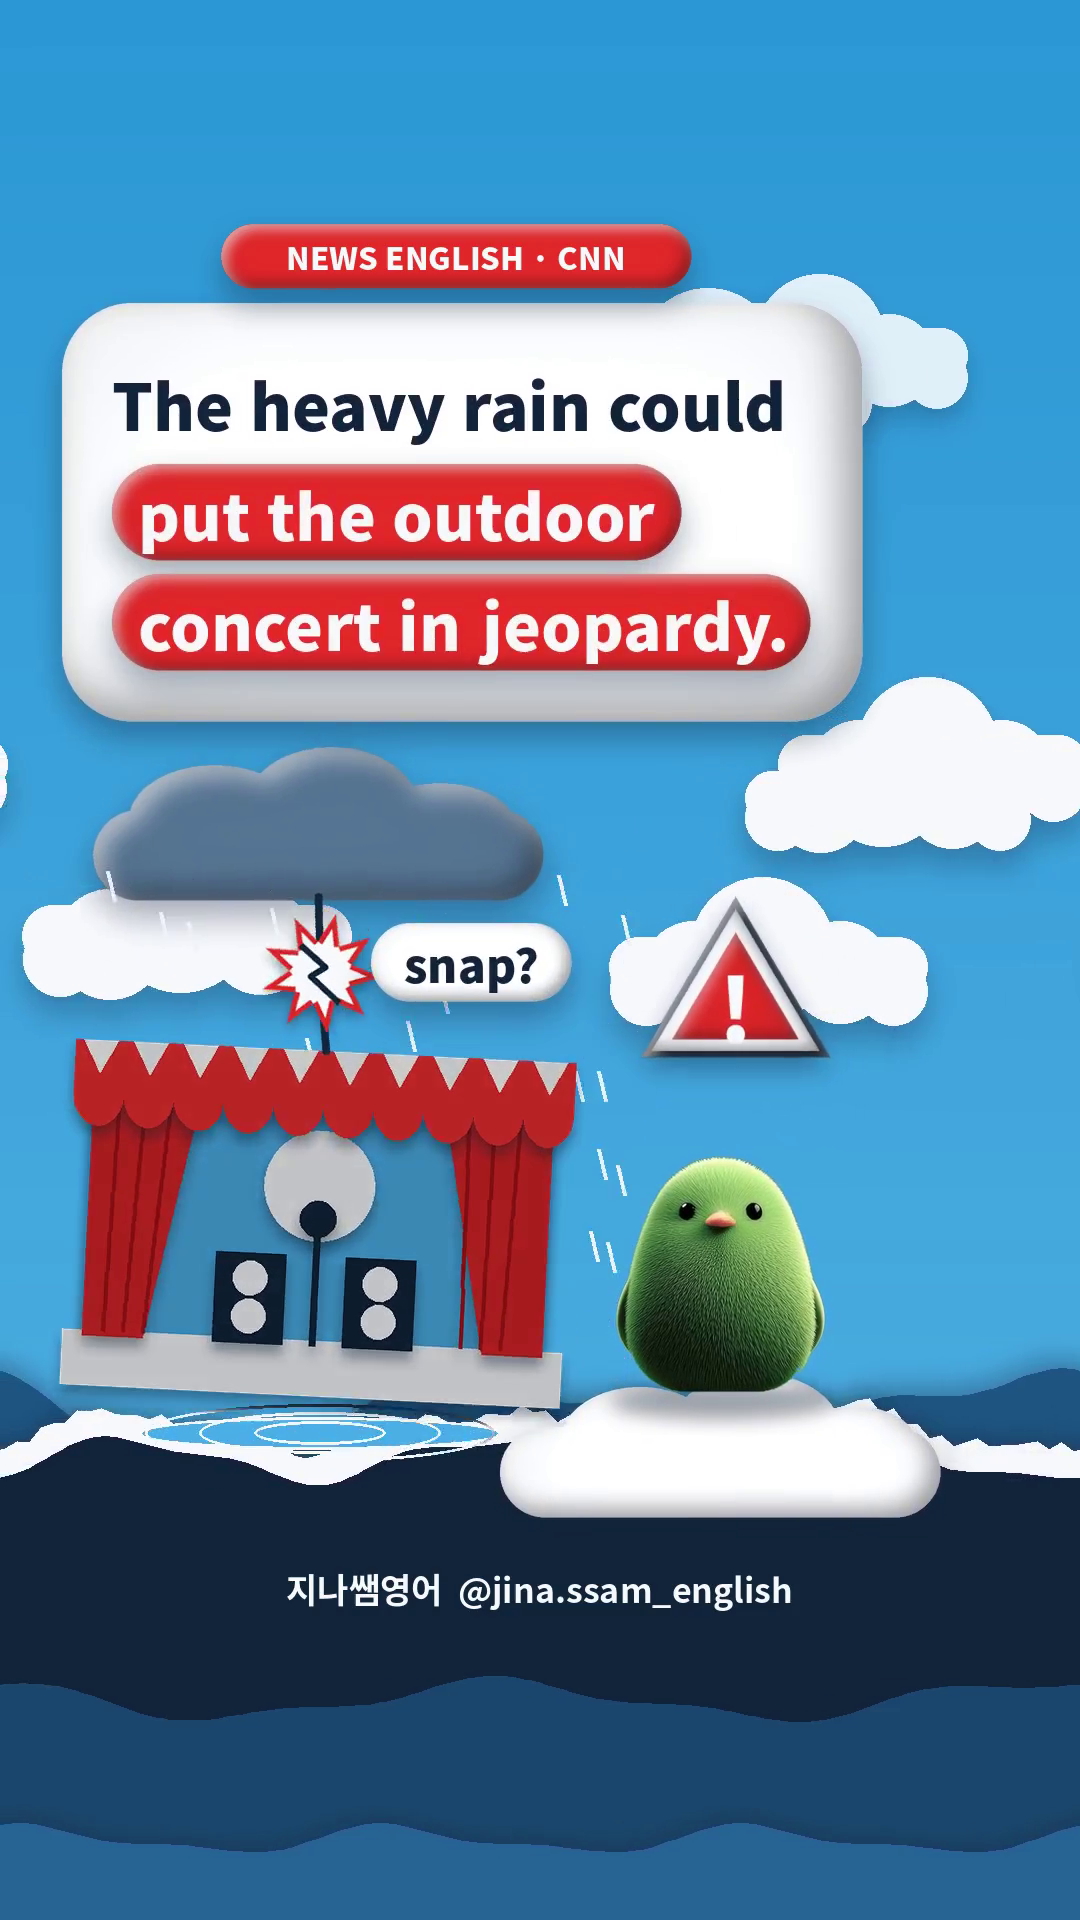 NEWS ENGLISH · CNN
The heavy rain could
put the outdoor
concert in jeopardy.
snap?
!
지나쌤영어 @jina.ssam_english